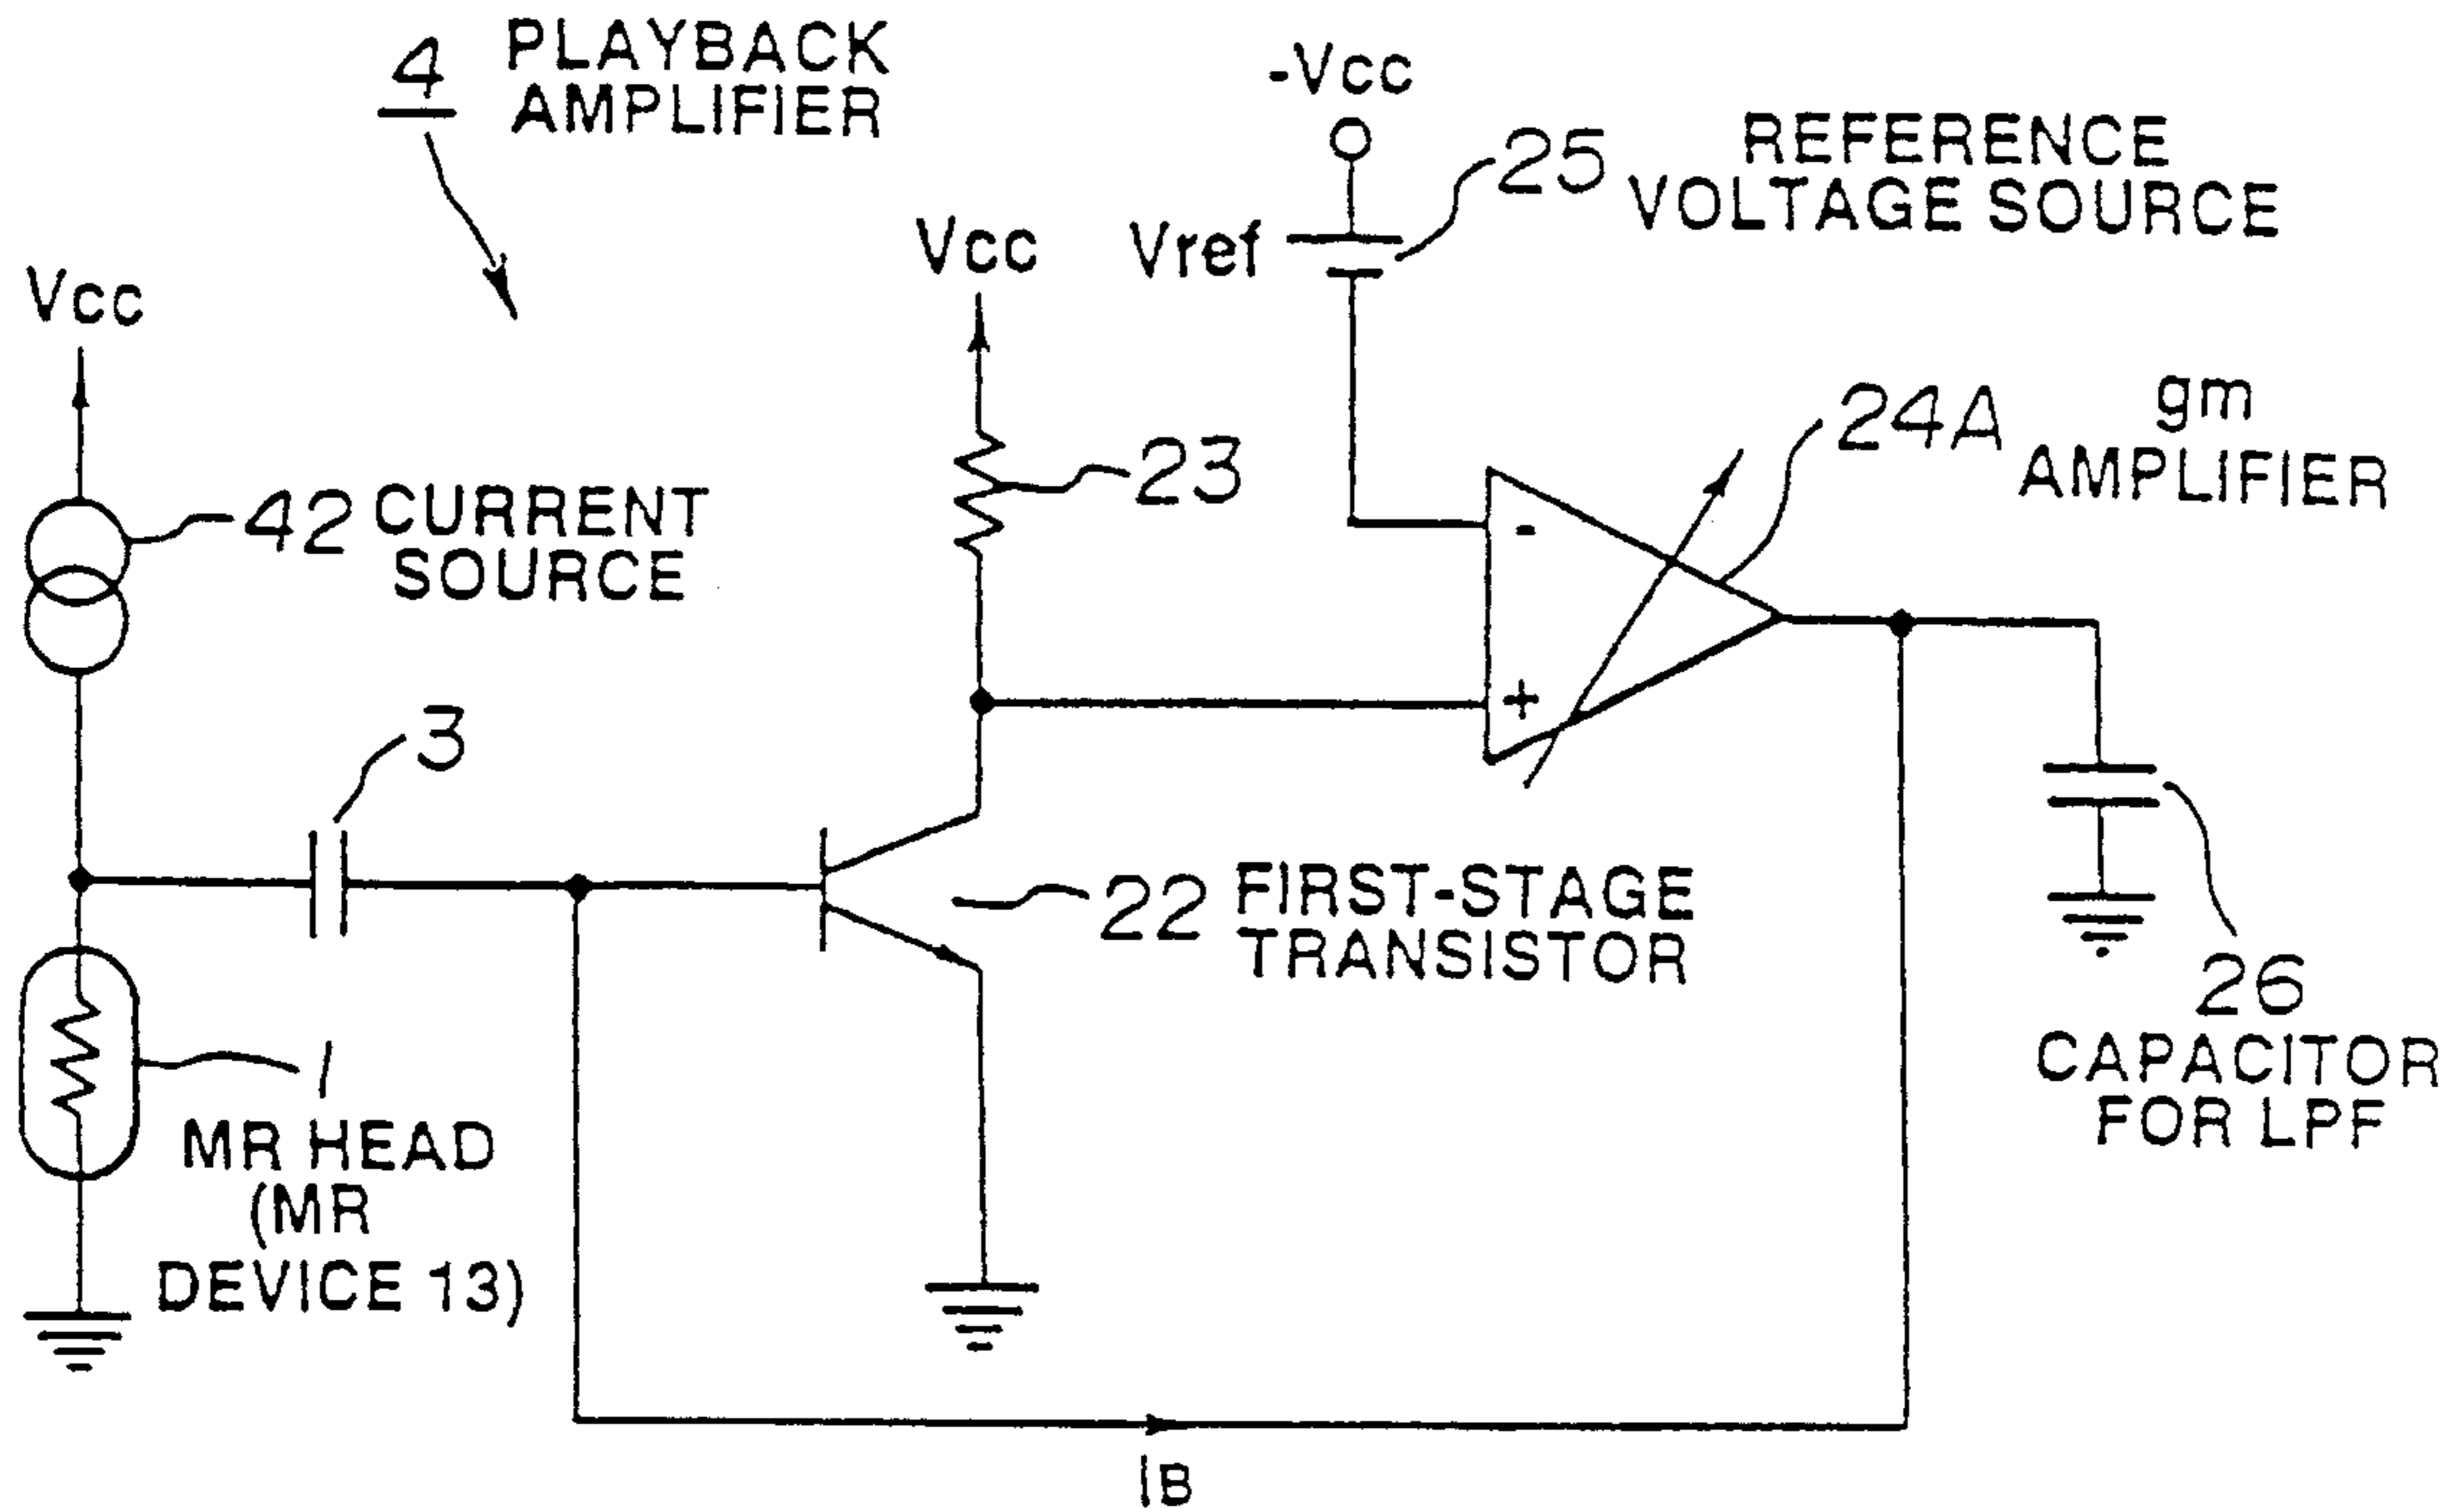 4 PLAYBACK
AMPLIFIER
-Vcc
25
REFERENCE
VOLTAGE SOURCE
Vcc
Vref
Vcc
24A
gm
AMPLIFIER
23
-
+
42 CURRENT
SOURCE
3
22 FIRST-STAGE
TRANSISTOR
26
CAPACITOR
FOR LPF
1
MR HEAD
(MR
DEVICE 13)
IB